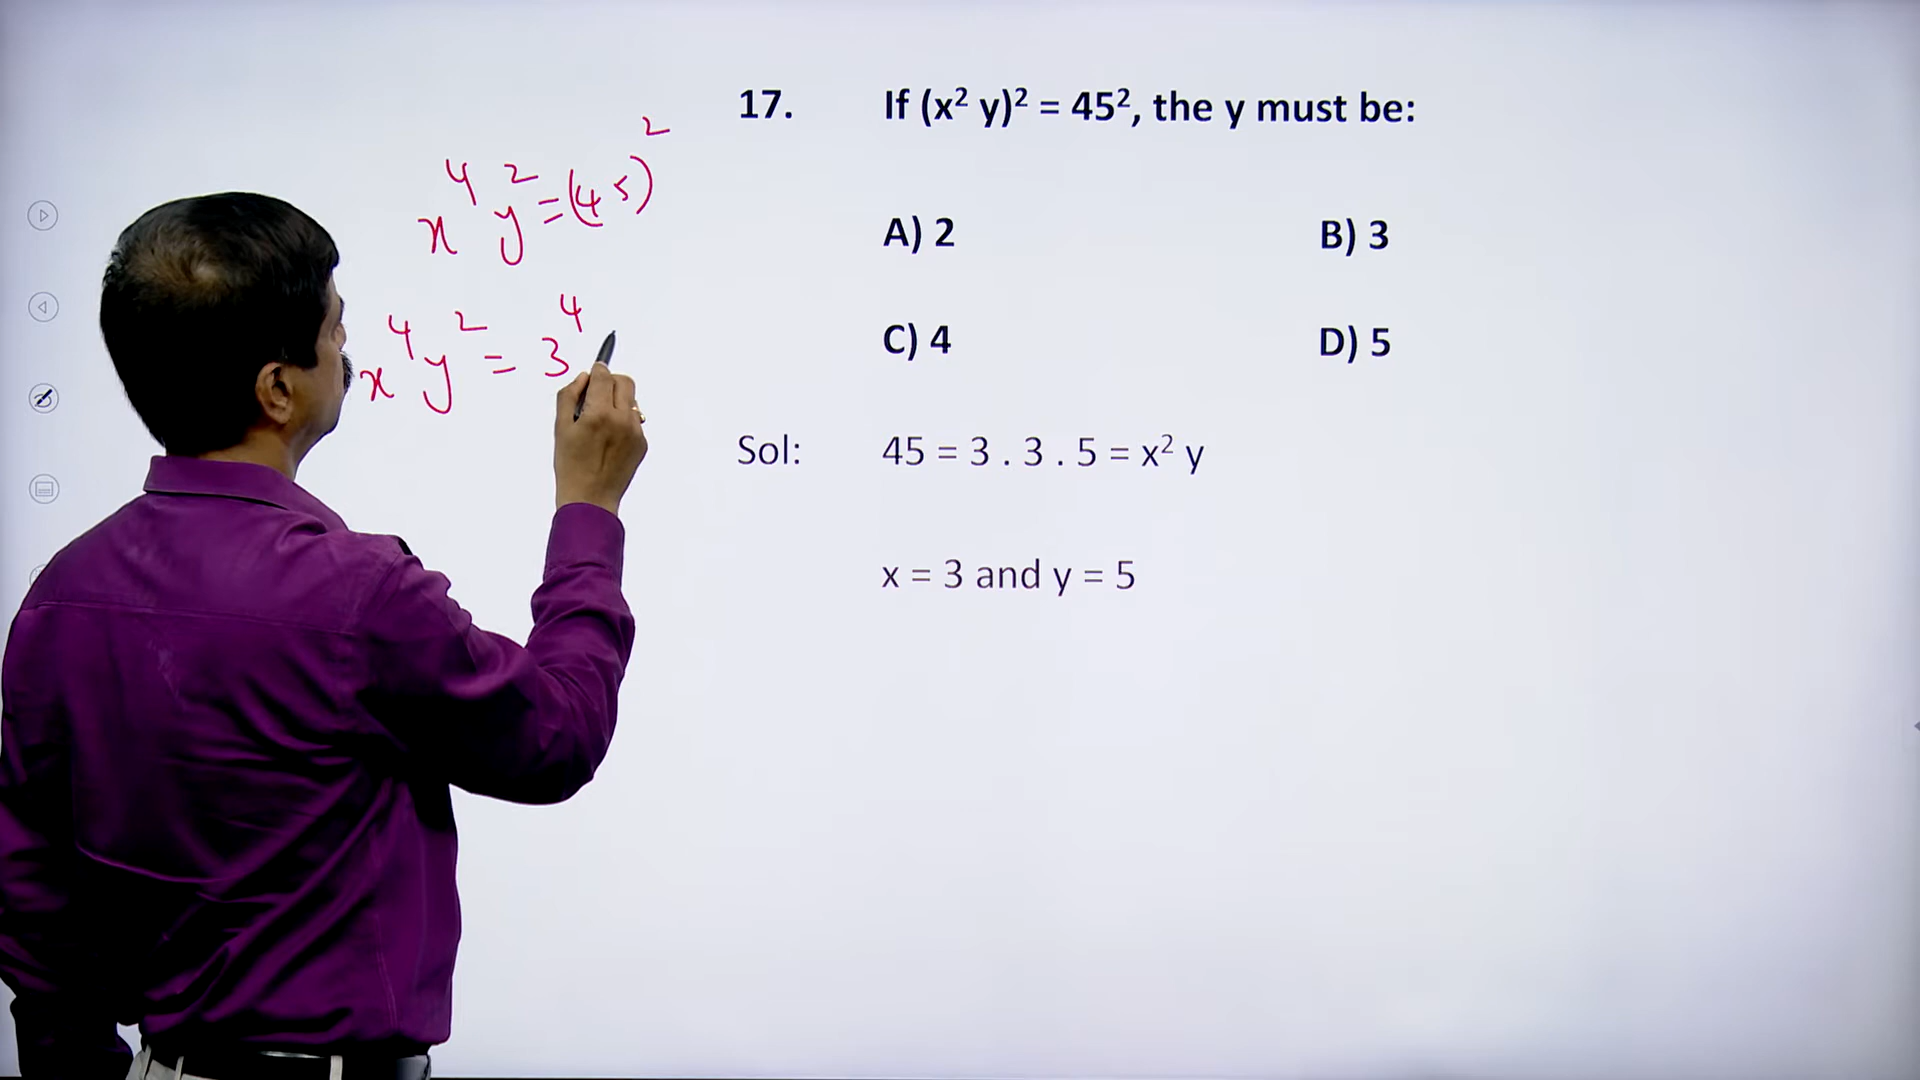 17. If (x² y)² = 45², the y must be:
A) 2 B) 3
C) 4 D) 5
Sol: 45 = 3 . 3 . 5 = x² y
x = 3 and y = 5
x⁴ y² = (45)²
x⁴ y² = 3⁴